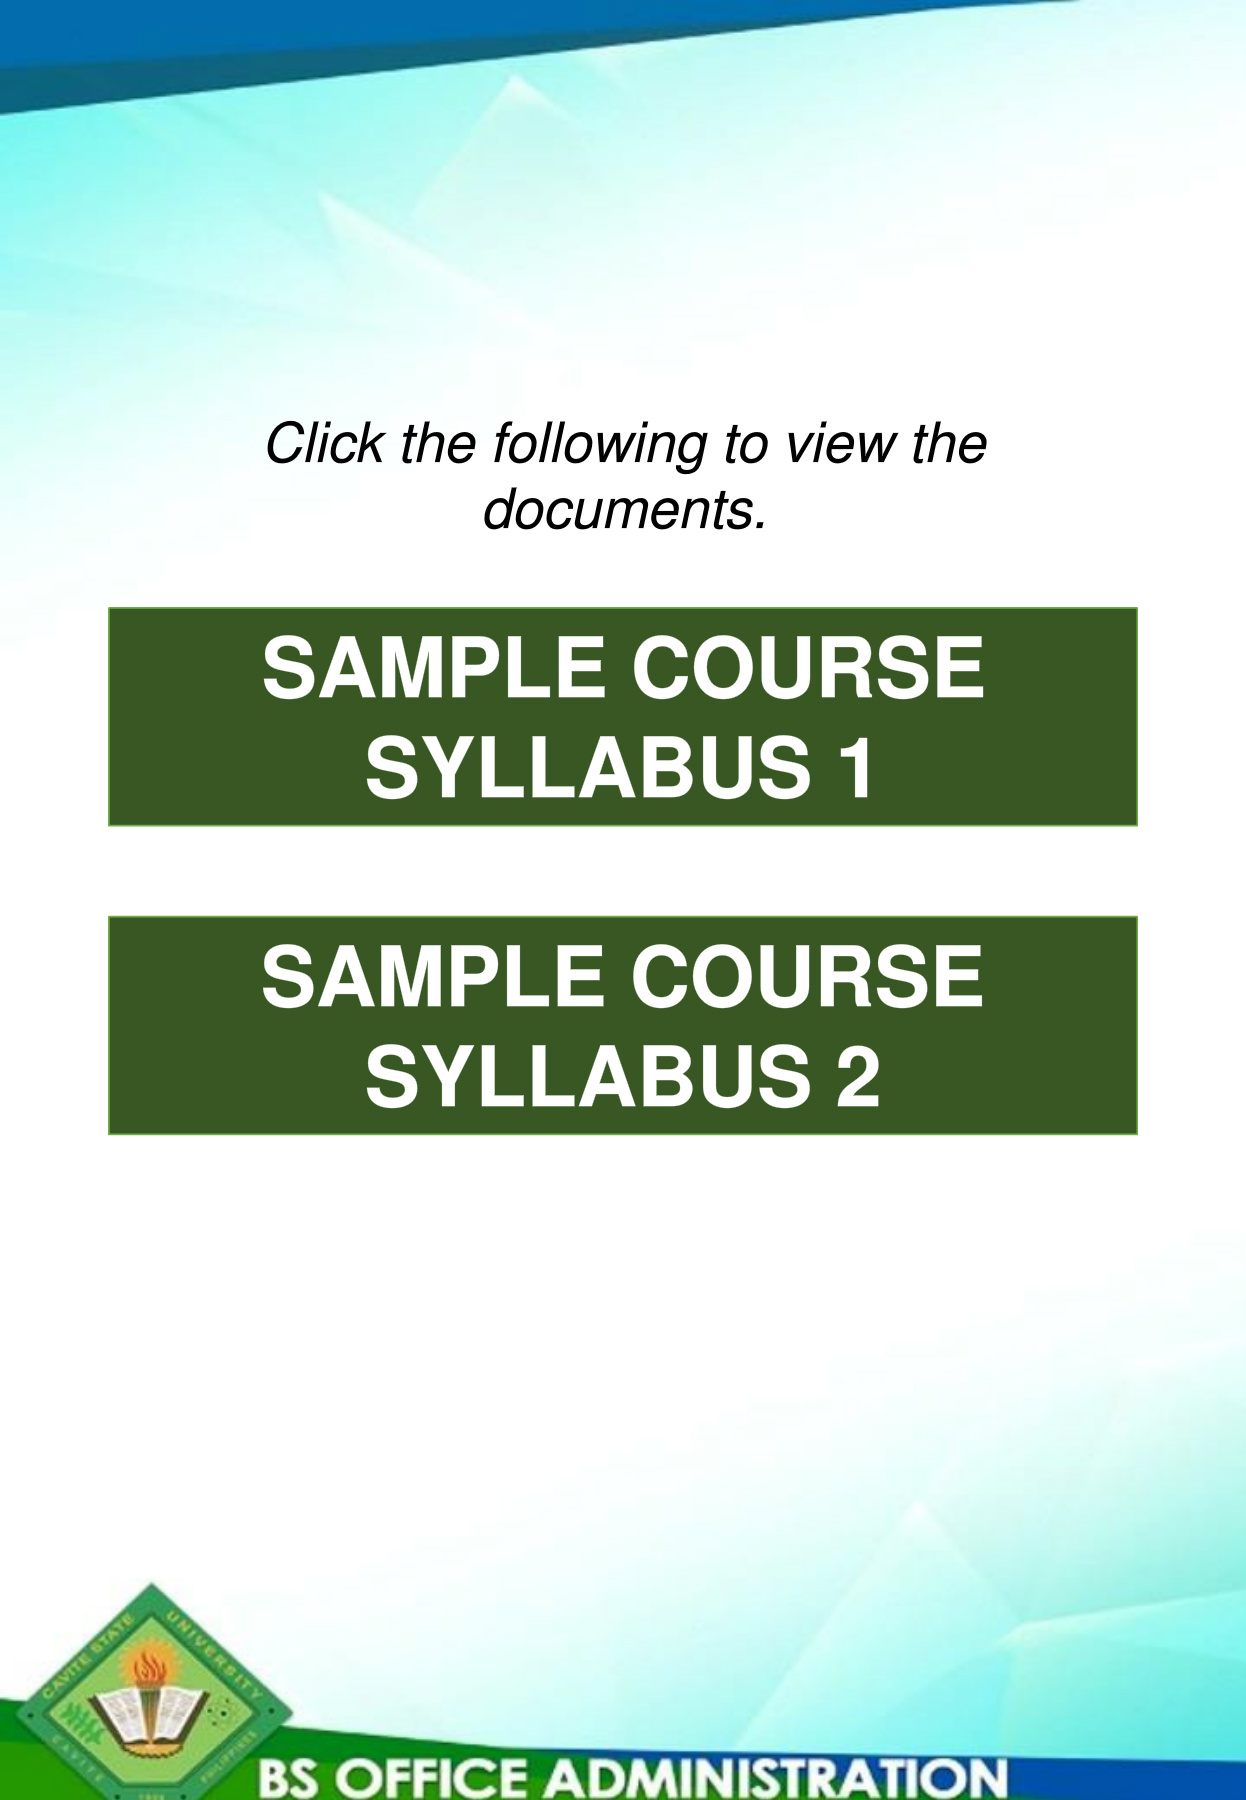 Click the following to view the
documents.
SAMPLE COURSE
SYLLABUS 1
SAMPLE COURSE
SYLLABUS 2
CAVITE STATE UNIVERSITY
CAVITE PHILIPPINES
BS OFFICE ADMINISTRATION